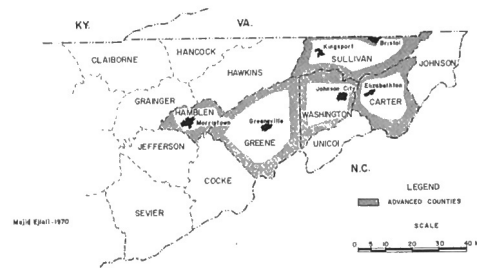 KY.
VA.
CLAIBORNE
HANCOCK
HAWKINS
Kingsport
Bristol
SULLIVAN
JOHNSON
GRAINGER
HAMBLEN
Morristown
Greeneville
GREENE
Johnson City
WASHINGTON
Elizabethton
CARTER
JEFFERSON
UNICOI
COCKE
SEVIER
N.C.
LEGEND
ADVANCED COUNTIES
SCALE
0 5 10 20 30 40
Majid Ejlali-1970